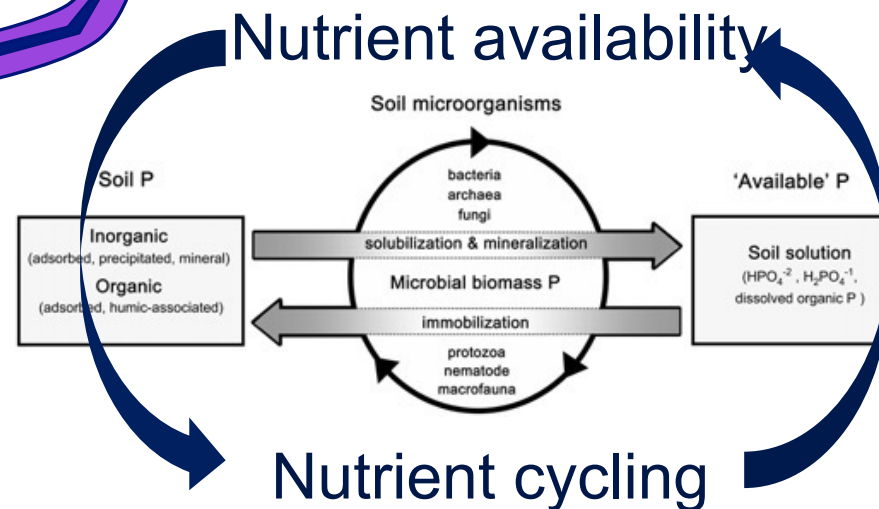 Nutrient availability
Soil microorganisms
Soil P
bacteria
archaea
fungi
'Available' P
Inorganic
(adsorbed, precipitated, mineral)
Organic
(adsorbed, humic-associated)
solubilization & mineralization
Microbial biomass P
immobilization
Soil solution
(HPO₄⁻², H₂PO₄⁻¹,
dissolved organic P )
protozoa
nematode
macrofauna
Nutrient cycling